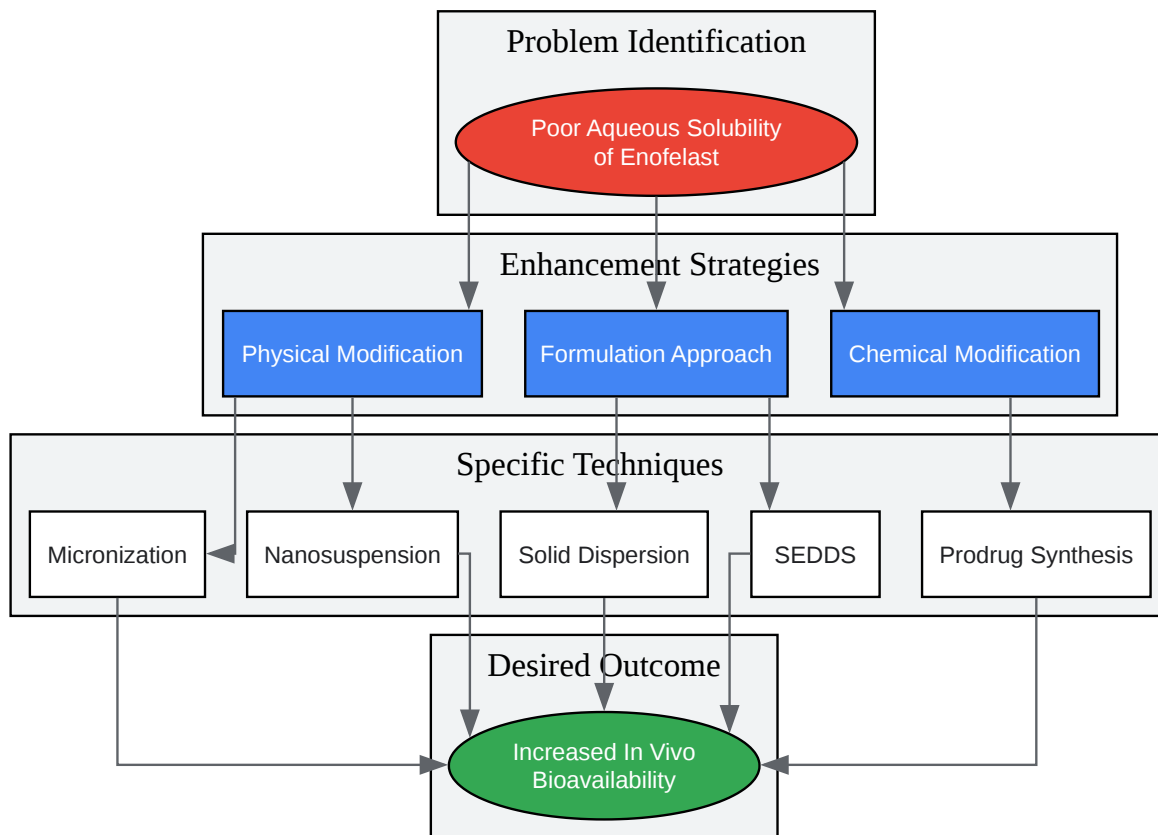 Problem Identification
Poor Aqueous Solubility
of Enofelast
Enhancement Strategies
Physical Modification
Formulation Approach
Chemical Modification
Specific Techniques
Micronization
Nanosuspension
Solid Dispersion
SEDDS
Prodrug Synthesis
Desired Outcome
Increased In Vivo
Bioavailability